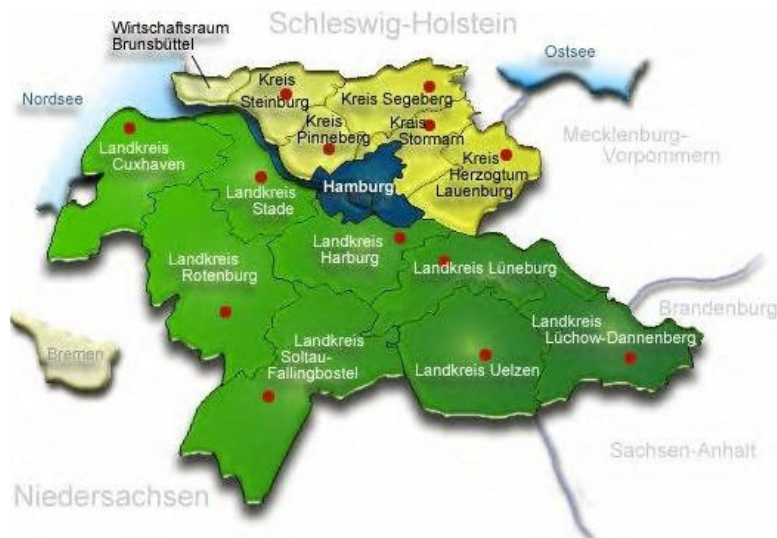 Schleswig-Holstein
Wirtschaftsraum
Brunsbüttel
Ostsee
Nordsee
Kreis
Steinburg
Kreis Segeberg
Kreis
Pinneberg
Kreis
Stormarn
Mecklenburg-
Vorpommern
Landkreis
Cuxhaven
Kreis
Herzogtum
Lauenburg
Hamburg
Landkreis
Stade
Landkreis
Harburg
Landkreis
Rotenburg
Landkreis Lüneburg
Brandenburg
Landkreis
Lüchow-Dannenberg
Bremen
Landkreis
Soltau-
Fallingbostel
Landkreis Uelzen
Sachsen-Anhalt
Niedersachsen